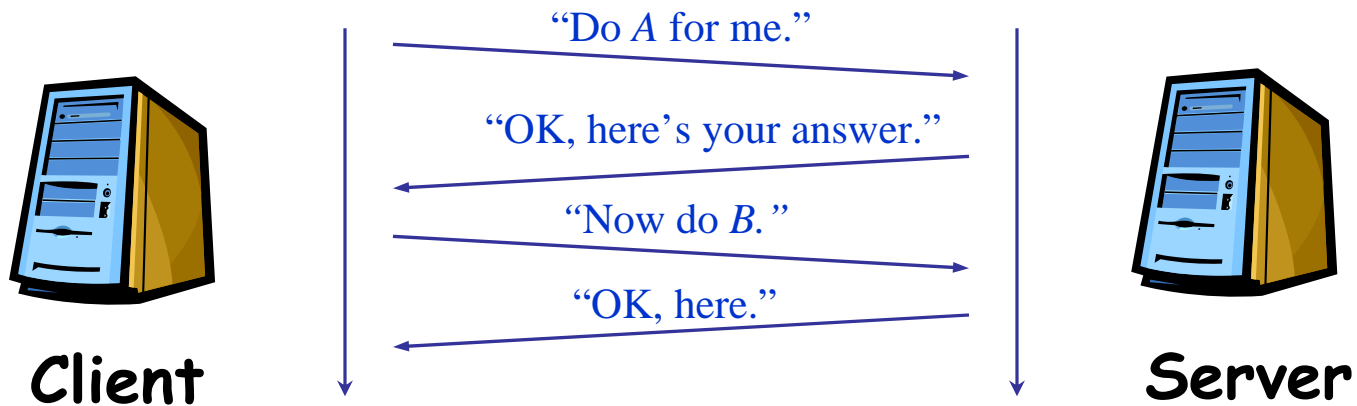 “Do A for me.”
“OK, here’s your answer.”
“Now do B.”
“OK, here.”
Client
Server